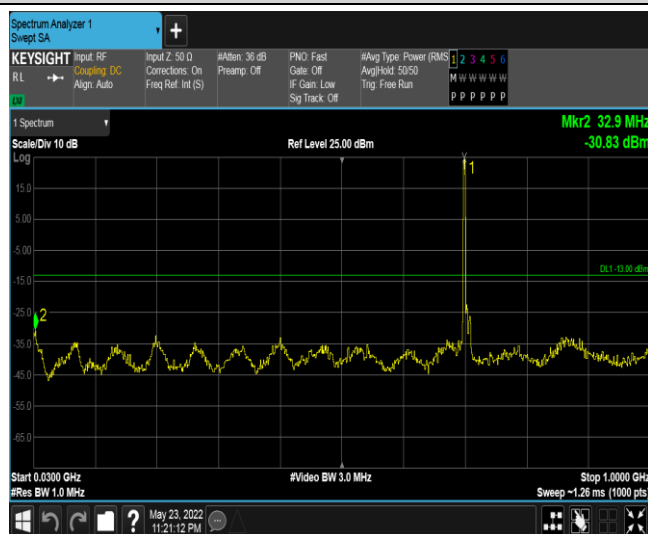 Spectrum Analyzer 1
Swept SA
KEYSIGHT
RL
Input: RF
Coupling: DC
Align: Auto
Input Z: 50 Ω
Corrections: On
Freq Ref: Int (S)
#Atten: 36 dB
Preamp: Off
PNO: Fast
Gate: Off
IF Gain: Low
Sig Track: Off
#Avg Type: Power (RMS
Avg|Hold: 50/50
Trig: Free Run
1 2 3 4 5 6
M W W W W W
P P P P P P
1 Spectrum
Scale/Div 10 dB
Ref Level 25.00 dBm
Mkr2 32.9 MHz
-30.83 dBm
Log
15.0
5.00
-5.00
-15.0
-25.0
-35.0
-45.0
-55.0
-65.0
1
2
DL1 -13.00 dBm
Start 0.0300 GHz
#Video BW 3.0 MHz
Stop 1.0000 GHz
#Res BW 1.0 MHz
Sweep ~1.26 ms (1000 pts)
?
May 23, 2022
11:21:12 PM